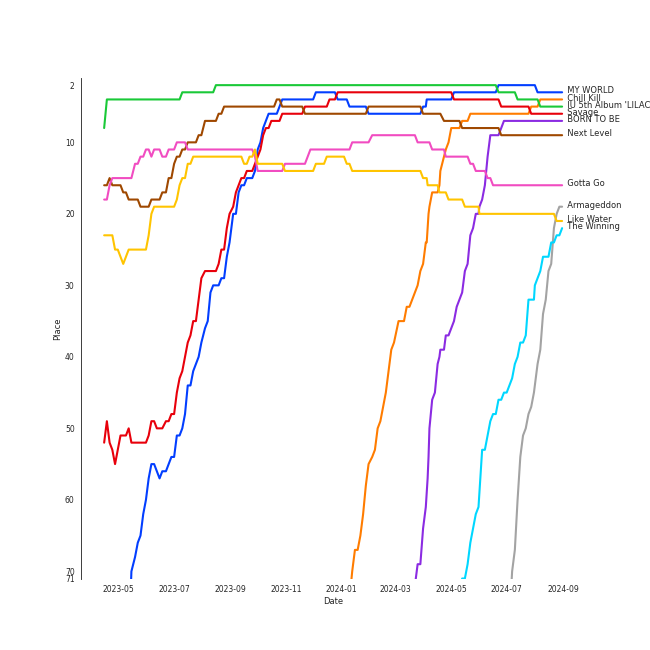 2
MY WORLD
Chill Kill
IU 5th Album 'LILAC
Savage
BORN TO BE
10
Next Level
Gotta Go
20
Armageddon
Like Water
The Winning
30
Place
40
50
60
70
71
2023-05
2023-07
2023-09
2023-11
2024-01
2024-03
2024-05
2024-07
2024-09
Date